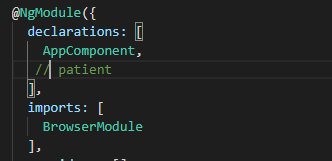 @NgModule({
declarations: [
AppComponent,
// patient
],
imports: [
BrowserModule
],